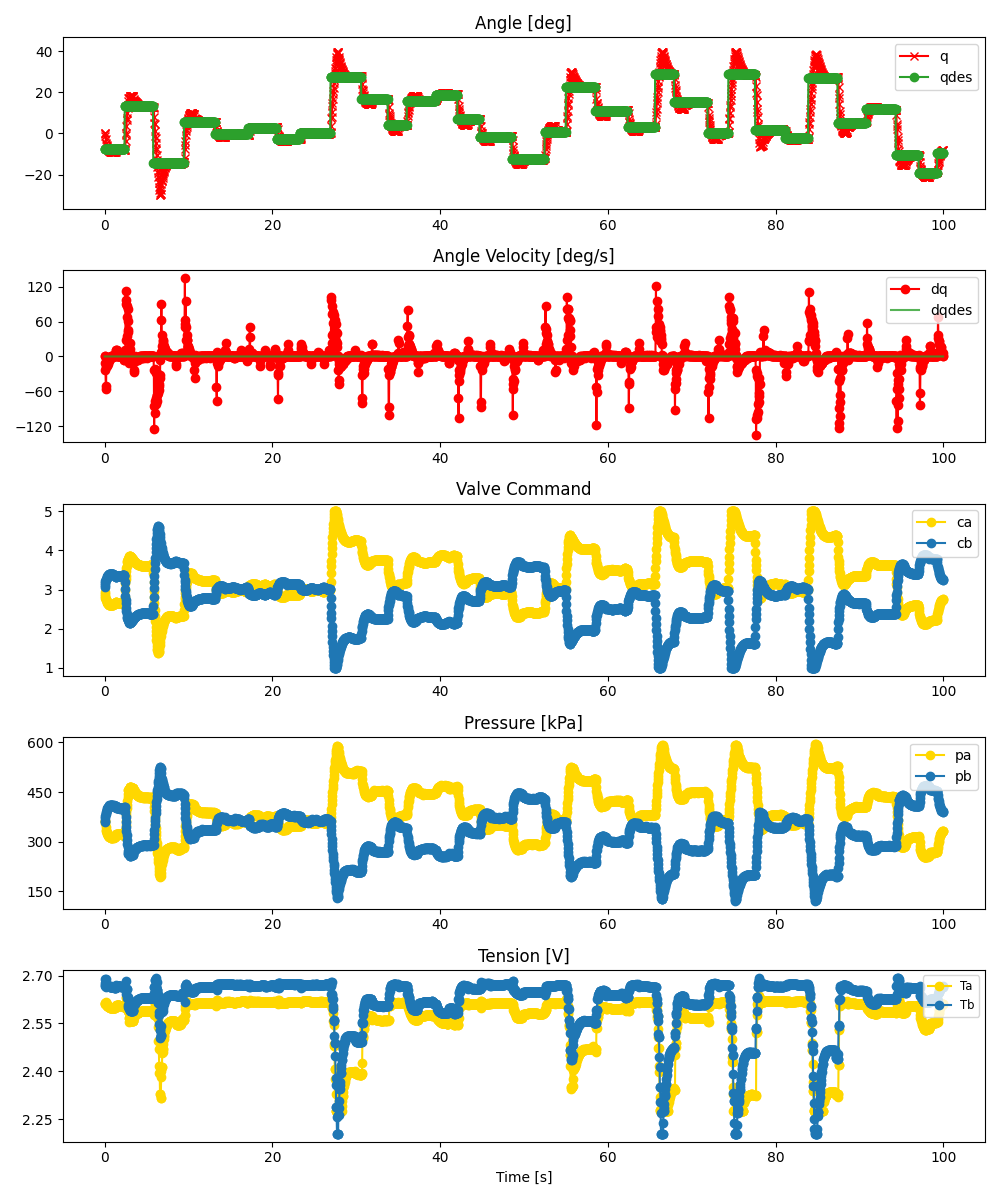 Angle [deg]
40
20
0
−20
q
qdes
0 20 40 60 80 100
Angle Velocity [deg/s]
120
60
0
−60
−120
dq
dqdes
0 20 40 60 80 100
Valve Command
5
4
3
2
1
ca
cb
0 20 40 60 80 100
Pressure [kPa]
600
450
300
150
pa
pb
0 20 40 60 80 100
Tension [V]
2.70
2.55
2.40
2.25
Ta
Tb
0 20 40 60 80 100
Time [s]